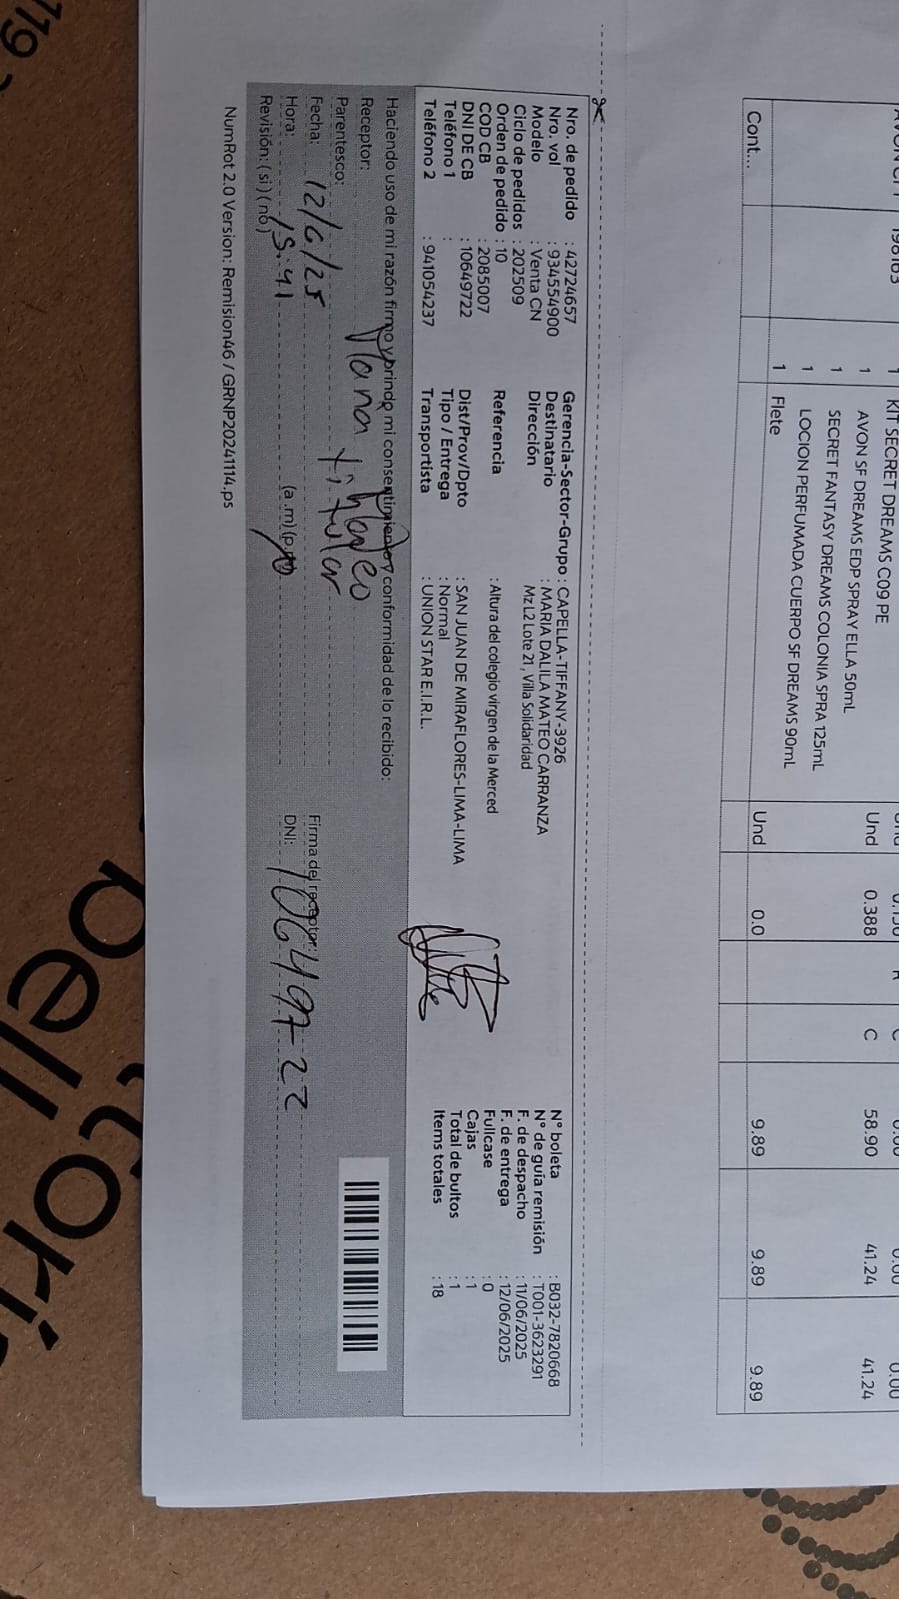 KIT SECRET DREAMS C09 PE
1 AVON SF DREAMS EDP SPRAY ELLA 50mL Und 0.388 C 58.90 41.24 41.24
1 SECRET FANTASY DREAMS COLONIA SPRA 125mL
1 LOCION PERFUMADA CUERPO SF DREAMS 90mL
1 Flete Und 0.0 9.89 9.89 9.89
Cont...
Nro. de pedido : 42724657 Gerencia-Sector-Grupo : CAPELLA-TIFFANY-3926 N° boleta : B032-7820668
Nro. vol : 934554900 Destinatario : MARIA DALILA MATEO CARRANZA N° de guia remisión : T001-3623291
Modelo : Venta CN Dirección Mz L2 Lote 21 , Villa Solidaridad F. de despacho : 11/06/2025
Ciclo de pedidos : 202509 F. de entrega : 12/06/2025
Orden de pedido : 10 Referencia : Altura del colegio virgen de la Merced Fullcase : 0
COD CB : 2085007 Cajas : 1
DNI DE CB : 10649722 Dist/Prov/Dpto : SAN JUAN DE MIRAFLORES-LIMA-LIMA Total de bultos : 1
Teléfono 1 : Tipo / Entrega : Normal Items totales : 18
Teléfono 2 : 941054237 Transportista : UNION STAR E.I.R.L.
Haciendo uso de mi razón firmo y brindo mi consentimiento y conformidad de lo recibido:
Receptor: Mateo
Parentesco: titular
Fecha: 12/6/25 Firma del receptor:
Hora: (a.m) (p.m) DNI: 10649722
Revisión: (si) (no)
NumRot 2.0 Version: Remision46 / GRNP20241114.ps